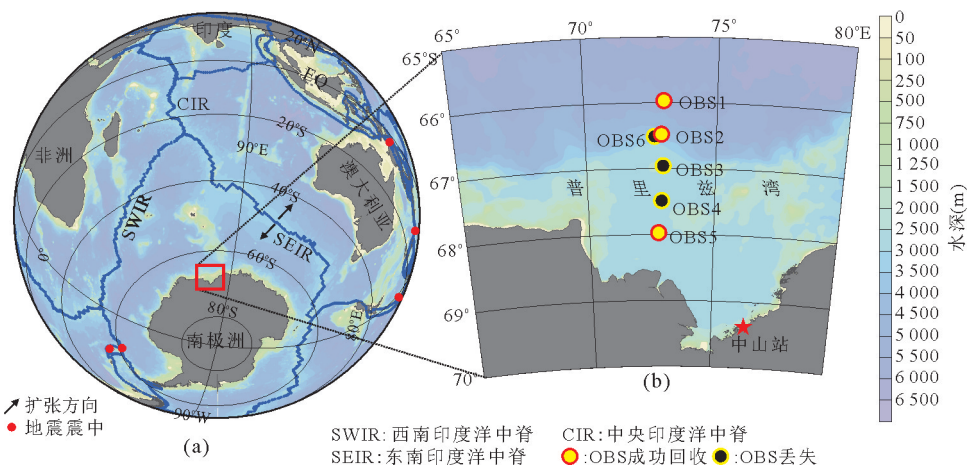 印度
20°N
EQ
CIR
20°S
90°E
非洲
澳大利亚
40°S
SWIR
SEIR
0°
60°S
80°S
80°E
南极洲
90°W
扩张方向
地震震中
(a)
65°
70°
75°
80°E
65°S
66°
67°
68°
69°
70°
OBS1
OBS6
OBS2
OBS3
普里兹湾
OBS4
OBS5
中山站
(b)
0
50
100
250
500
750
1 000
1 500
2 000
2 500
3 000
3 500
4 000
4 500
5 000
5 500
6 000
6 500
水深(m)
SWIR: 西南印度洋中脊 CIR: 中央印度洋中脊
SEIR: 东南印度洋中脊 :OBS成功回收 :OBS丢失